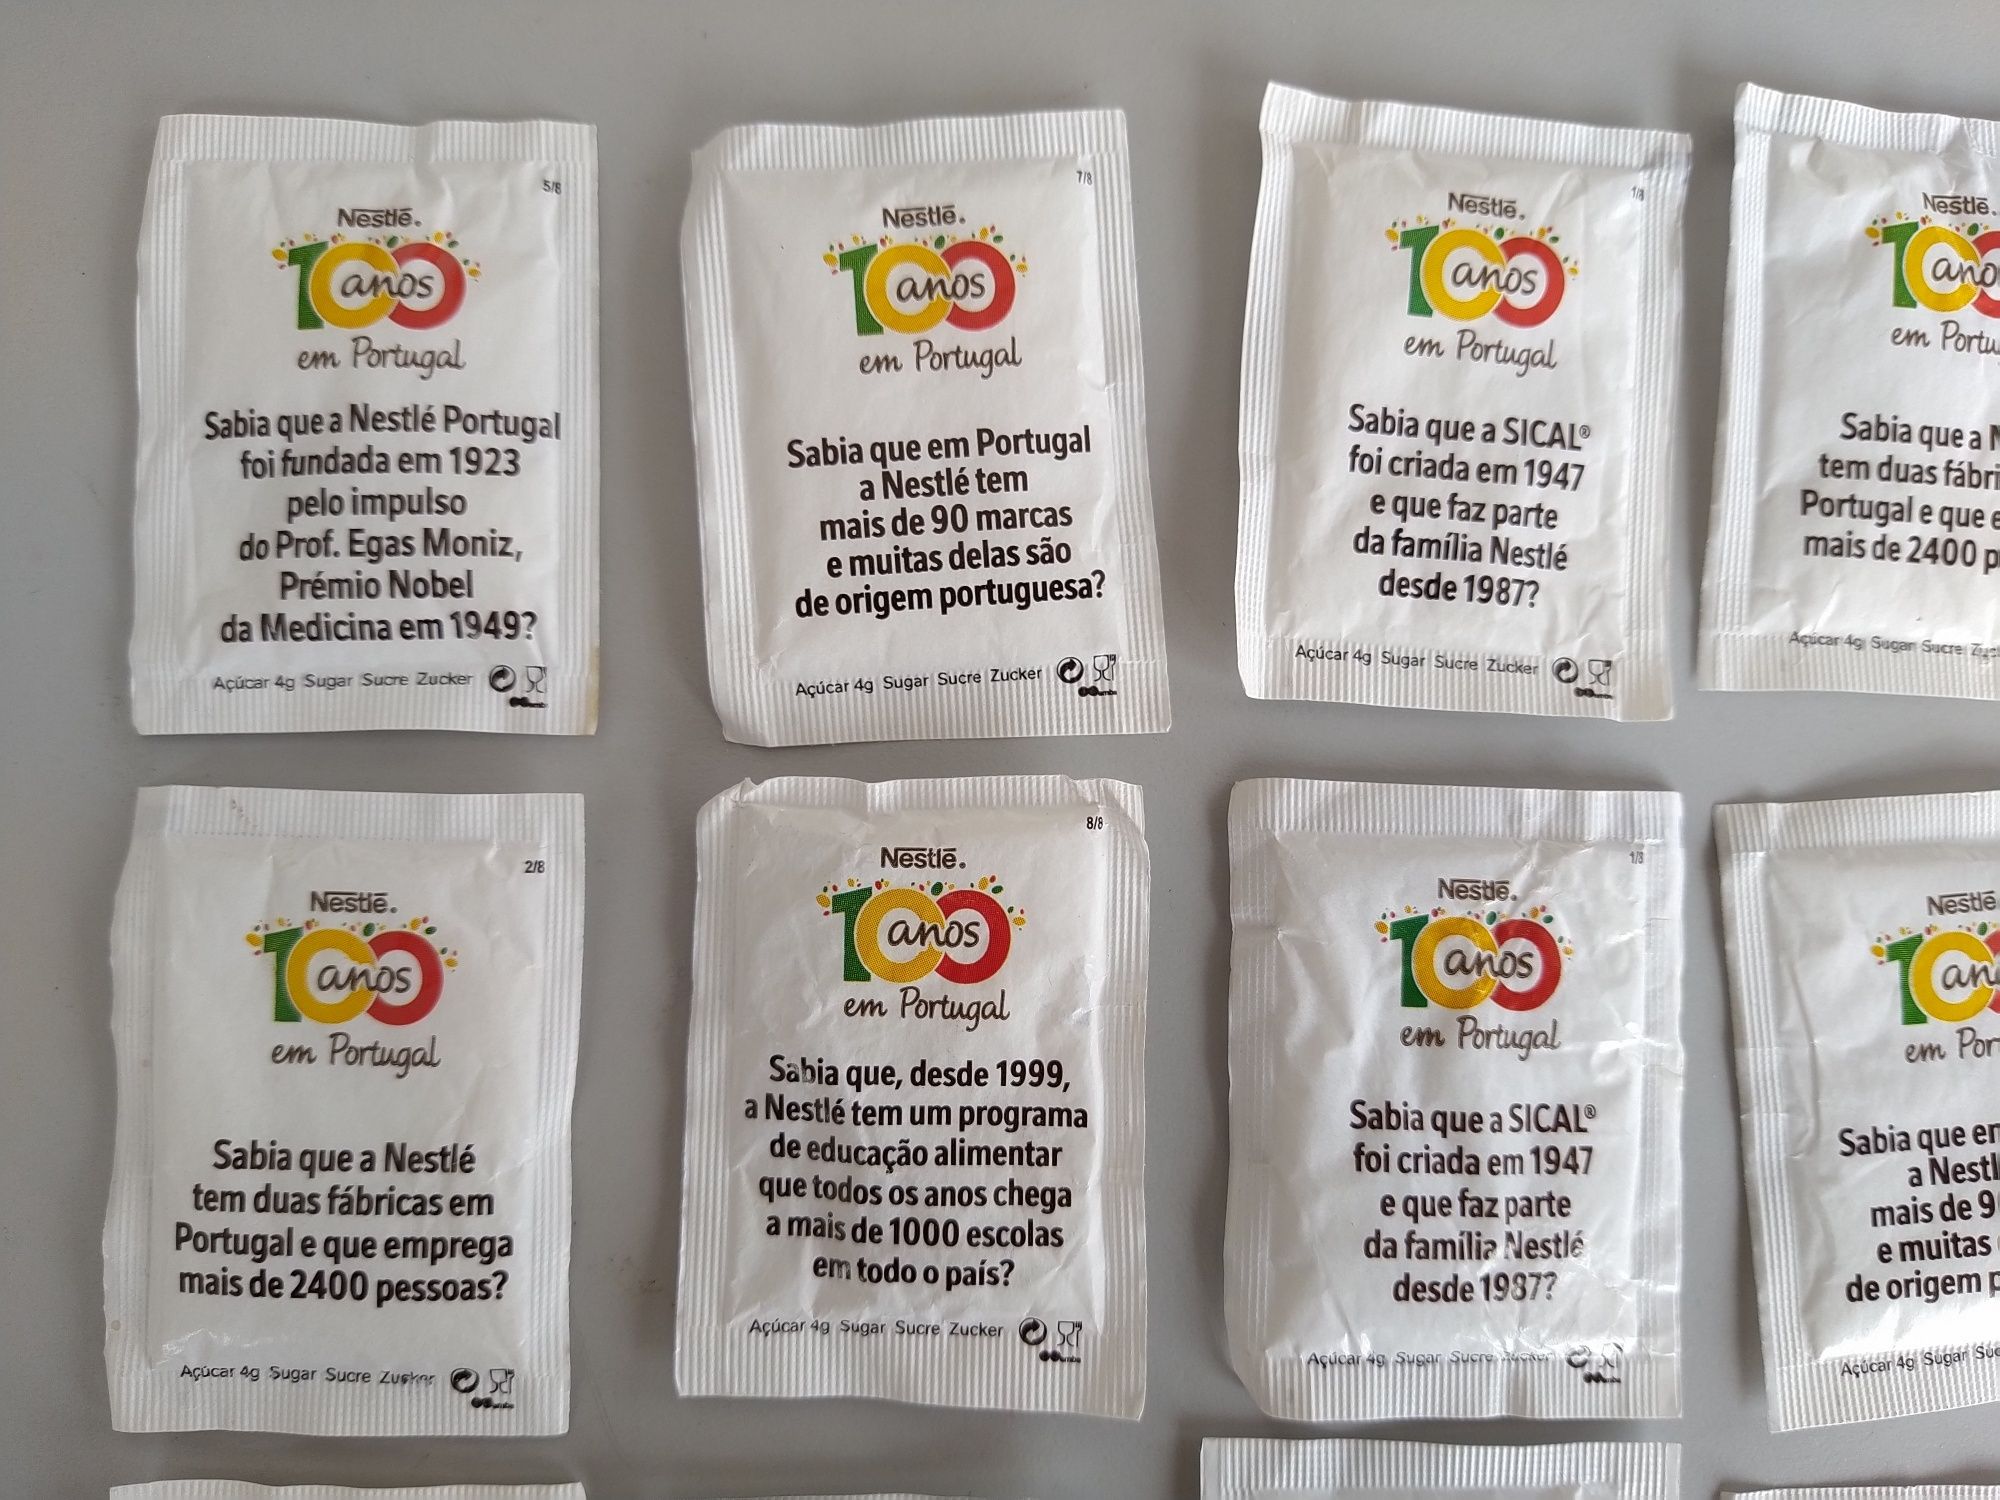 5/8
Nestlé.
100
anos
em Portugal
Sabia que a Nestlé Portugal
foi fundada em 1923
pelo impulso
do Prof. Egas Moniz,
Prémio Nobel
da Medicina em 1949?
Açúcar 4g Sugar Sucre Zucker
7/8
Nestlé.
100
anos
em Portugal
Sabia que em Portugal
a Nestlé tem
mais de 90 marcas
e muitas delas são
de origem portuguesa?
Açúcar 4g Sugar Sucre Zucker
1/8
Nestlé.
100
anos
em Portugal
Sabia que a SICAL®
foi criada em 1947
e que faz parte
da família Nestlé
desde 1987?
Açúcar 4g Sugar Sucre Zucker
Nestlé.
100
ano
em Portu
Sabia que a N
tem duas fábri
Portugal e que e
mais de 2400 p
Açúcar 4g Sugar Sucre
2/8
Nestlé.
100
anos
em Portugal
Sabia que a Nestlé
tem duas fábricas em
Portugal e que emprega
mais de 2400 pessoas?
Açúcar 4g Sugar Sucre Zucker
8/8
Nestlé.
100
anos
em Portugal
Sabia que, desde 1999,
a Nestlé tem um programa
de educação alimentar
que todos os anos chega
a mais de 1000 escolas
em todo o país?
Açúcar 4g Sugar Sucre Zucker
1/8
Nestlé.
100
anos
em Portugal
Sabia que a SICAL®
foi criada em 1947
e que faz parte
da família Nestlé
desde 1987?
Açúcar 4g Sugar Sucre Zucker
Nestlé
10
an
em Por
Sabia que en
a Nestl
mais de 9
e muitas
de origem p
Açúcar 4g Sugar Suc